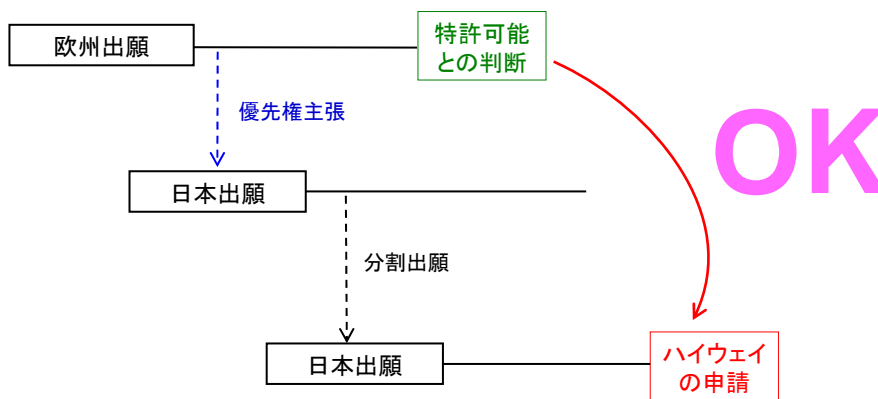 欧州出願
特許可能
との判断
優先権主張
OK
日本出願
分割出願
日本出願
ハイウェイ
の申請